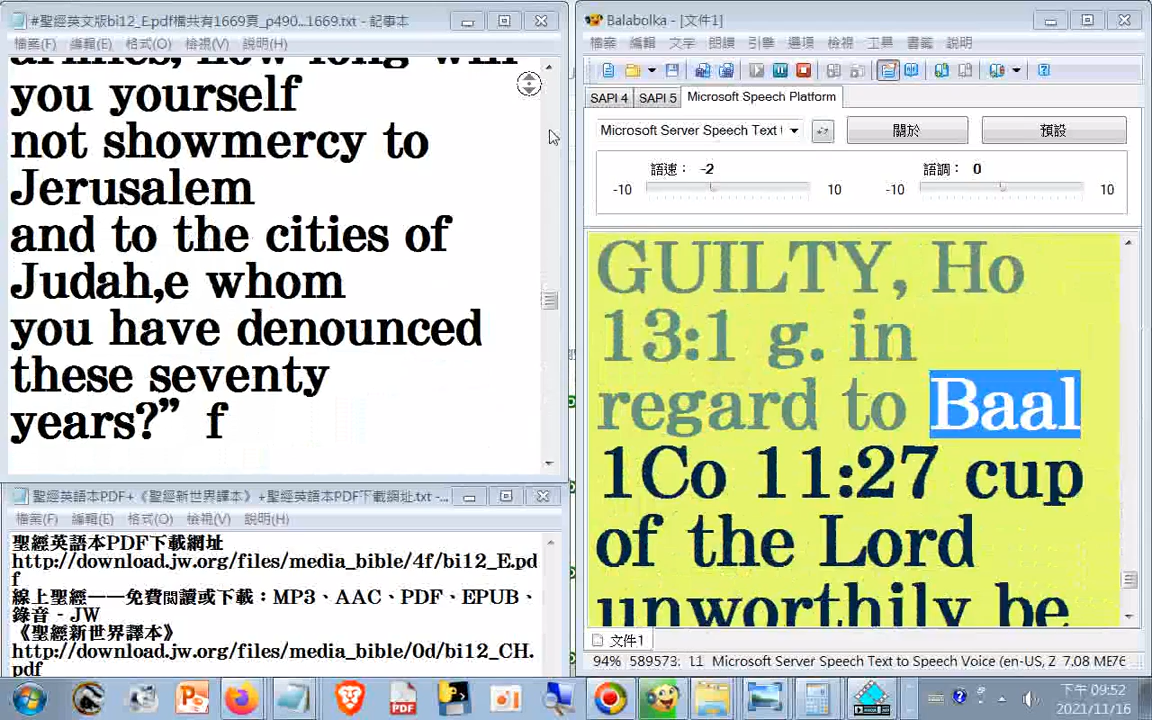 #聖經英文版bi12_E.pdf檔共有1669頁_p490...1669.txt - 記事本
檔案(F) 編輯(E) 格式(O) 檢視(V) 說明(H)
armies, how long will
you yourself
not showmercy to
Jerusalem
and to the cities of
Judah,e whom
you have denounced
these seventy
years?” f
聖經英語本PDF+《聖經新世界譯本》+聖經英語本PDF下載網址.txt - ...
檔案(F) 編輯(E) 格式(O) 檢視(V) 說明(H)
聖經英語本PDF下載網址
http://download.jw.org/files/media_bible/4f/bi12_E.pd
f
線上聖經——免費閱讀或下載：MP3、AAC、PDF、EPUB、
錄音 - JW
《聖經新世界譯本》
http://download.jw.org/files/media_bible/0d/bi12_CH.
pdf
Balabolka - [文件1]
檔案 編輯 文字 朗讀 引擎 選項 檢視 工具 書籤 說明
SAPI 4 SAPI 5 Microsoft Speech Platform
Microsoft Server Speech Text 關於 預設
語速： -2 語調： 0
-10 10 -10 10
GUILTY, Ho
13:1 g. in
regard to Baal
1Co 11:27 cup
of the Lord
unworthily be
文件1
94% 589573: 11 Microsoft Server Speech Text to Speech Voice (en-US, Z 7.08 ME
下午 09:52
2021/11/16